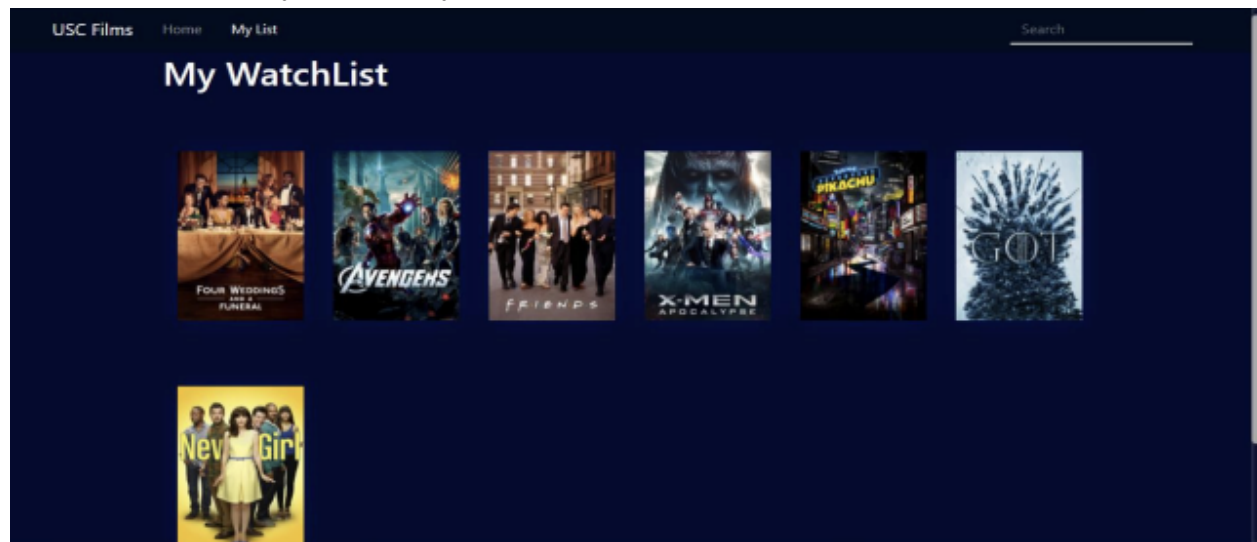 USC Films Home My List Search
My WatchList
FOUR WEDDINGS
AND A
FUNERAL
AVENGERS
FRIENDS
X-MEN
APOCALYPSE
PIKACHU
GOT
New Girl